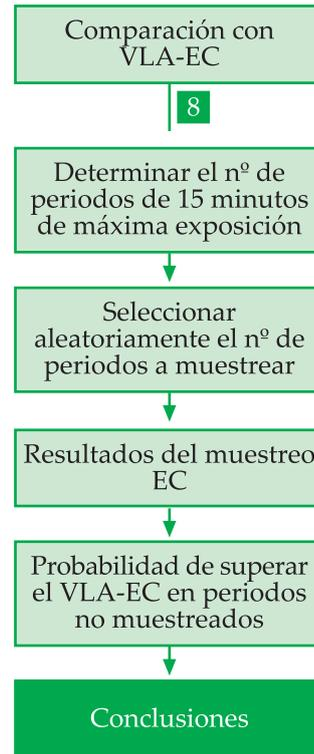 Comparación con
VLA-EC
8
Determinar el nº de
periodos de 15 minutos
de máxima exposición
Seleccionar
aleatoriamente el nº de
periodos a muestrear
Resultados del muestreo
EC
Probabilidad de superar
el VLA-EC en periodos
no muestreados
Conclusiones